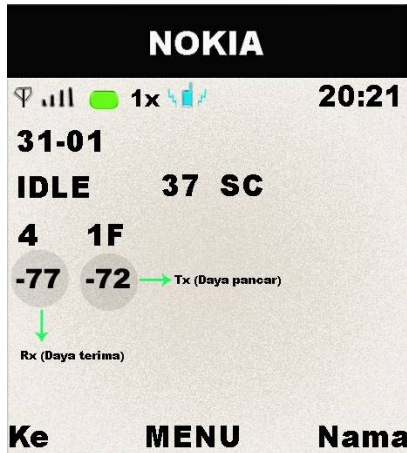 NOKIA
1x 20:21
31-01
IDLE 37 SC
4 1F
-77 -72 Tx (Daya pancar)
Rx (Daya terima)
Ke MENU Nama